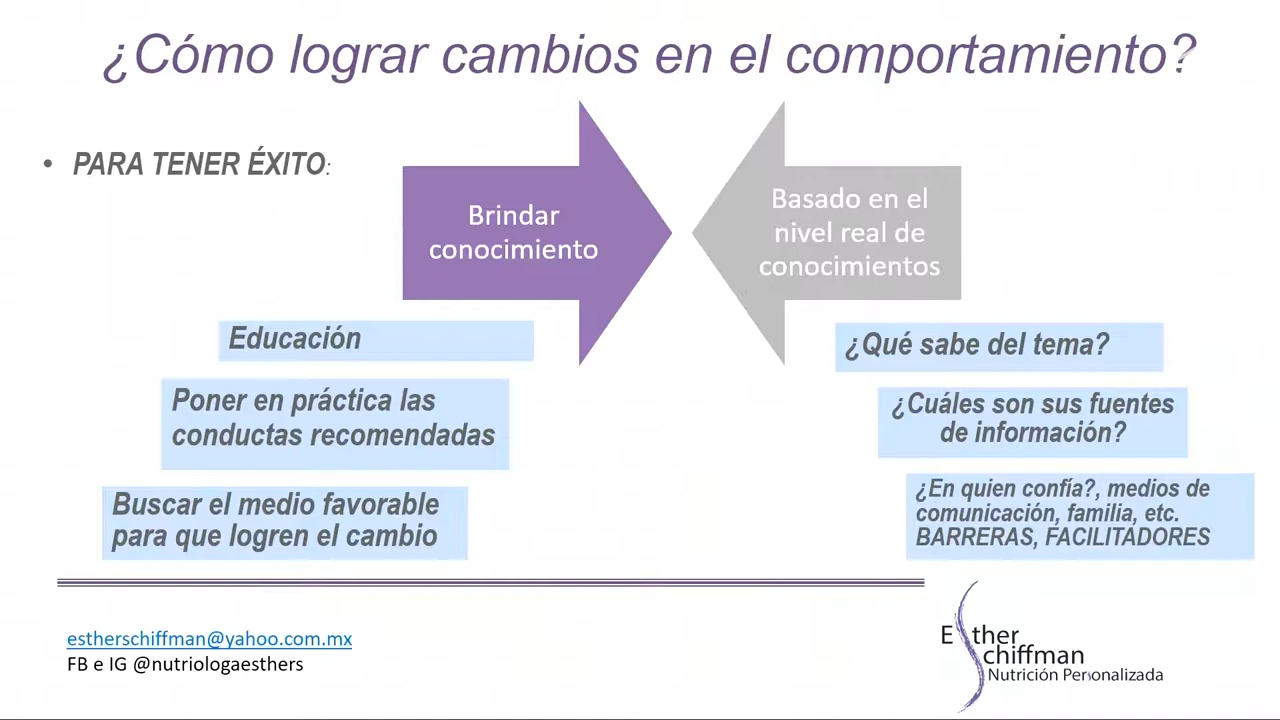 ¿Cómo lograr cambios en el comportamiento?
• PARA TENER ÉXITO:
Brindar
conocimiento
Basado en el
nivel real de
conocimientos
Educación
Poner en práctica las
conductas recomendadas
Buscar el medio favorable
para que logren el cambio
¿Qué sabe del tema?
¿Cuáles son sus fuentes
de información?
¿En quien confía?, medios de
comunicación, familia, etc.
BARRERAS, FACILITADORES
estherschiffman@yahoo.com.mx
FB e IG @nutriologaesthers
Esther
Schiffman
Nutrición Personalizada